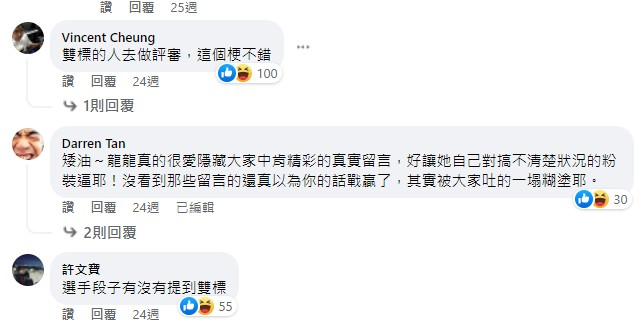 讚 回覆 25週
Vincent Cheung
雙標的人去做評審，這個梗不錯
100
讚 回覆 24週
1則回覆
Darren Tan
矮油～龍龍真的很愛隱藏大家中肯精彩的真實留言，好讓她自己對搞不清楚狀況的粉
裝逼耶！沒看到那些留言的還真以為你的話戰贏了，其實被大家吐的一塌糊塗耶。
30
讚 回覆 24週 已編輯
2則回覆
許文寶
選手段子有沒有提到雙標
55
讚 回覆 24週